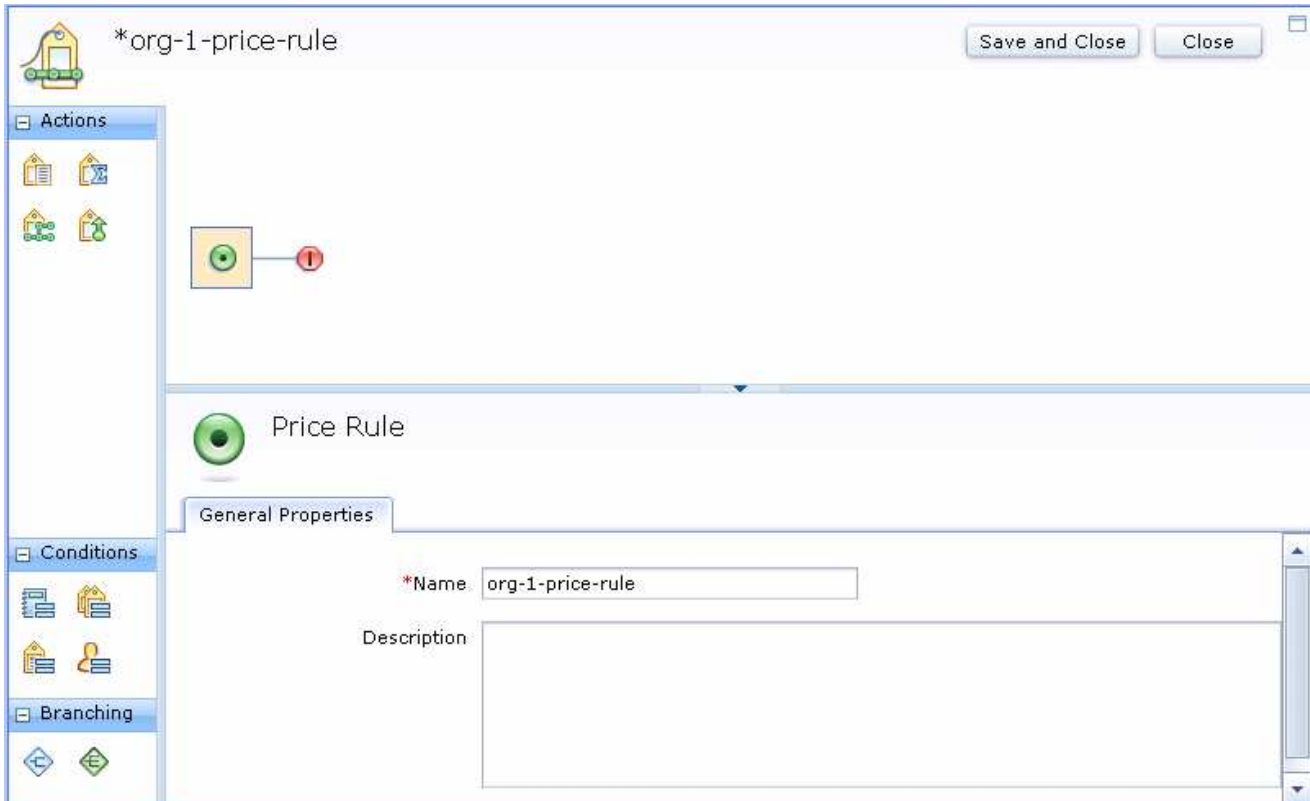 *org-1-price-rule
Save and Close
Close
Actions
Price Rule
General Properties
Conditions
*Name org-1-price-rule
Description
Branching